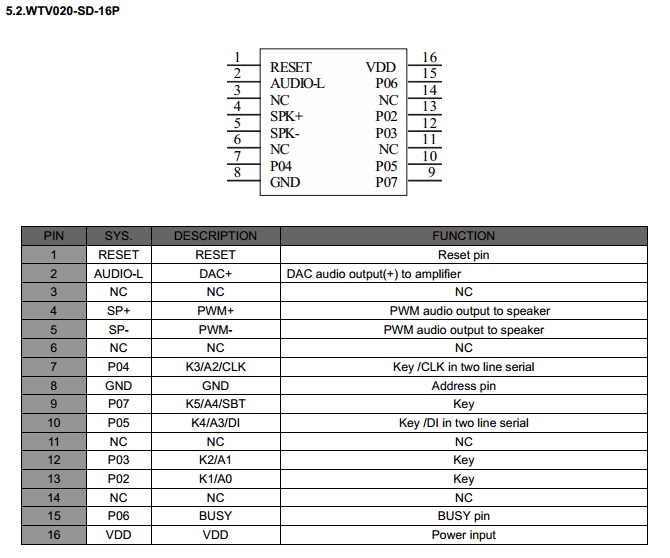 5.2.WTV020-SD-16P
1 RESET VDD 16
2 AUDIO-L P06 15
3 NC NC 14
4 SPK+ P02 13
5 SPK- P03 12
6 NC NC 11
7 P04 P05 10
8 GND P07 9
PIN SYS. DESCRIPTION FUNCTION
1 RESET RESET Reset pin
2 AUDIO-L DAC+ DAC audio output(+) to amplifier
3 NC NC NC
4 SP+ PWM+ PWM audio output to speaker
5 SP- PWM- PWM audio output to speaker
6 NC NC NC
7 P04 K3/A2/CLK Key /CLK in two line serial
8 GND GND Address pin
9 P07 K5/A4/SBT Key
10 P05 K4/A3/DI Key /DI in two line serial
11 NC NC NC
12 P03 K2/A1 Key
13 P02 K1/A0 Key
14 NC NC NC
15 P06 BUSY BUSY pin
16 VDD VDD Power input